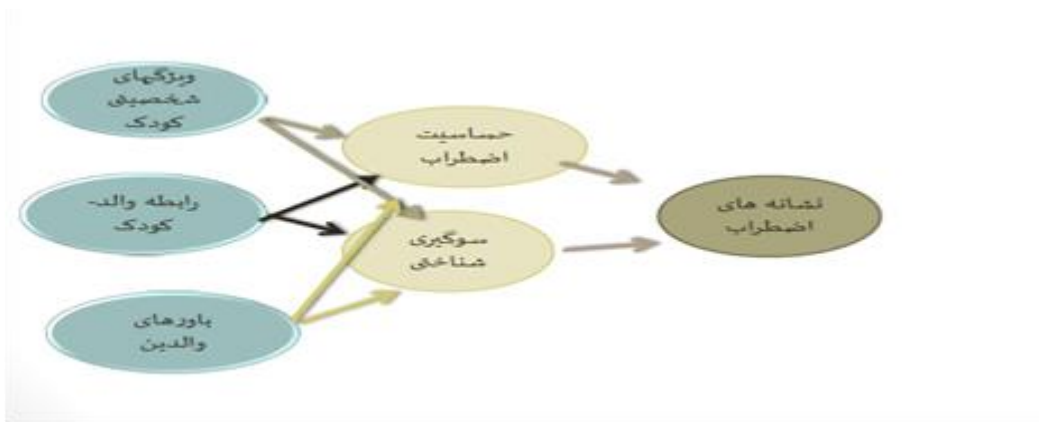 ویژگیهای
شخصیتی
کودک
رابطه والد-
کودک
باورهای
والدین
حساسیت
اضطراب
سوگیری
شناختی
نشانه های
اضطراب